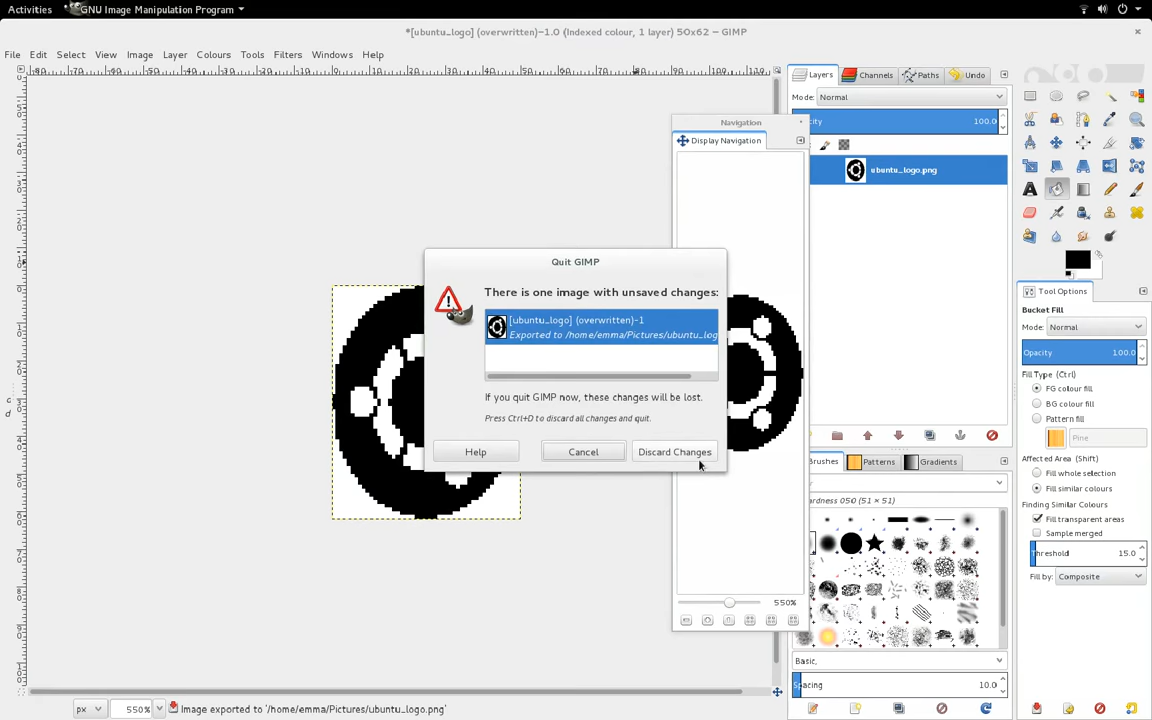 Activities GNU Image Manipulation Program
*[ubuntu_logo] (overwritten)-1.0 (Indexed colour, 1 layer) 50x62 – GIMP
File Edit Select View Image Layer Colours Tools Filters Windows Help
Layers Channels Paths Undo
Mode: Normal
100.0
Navigation
Display Navigation
ubuntu_logo.png
Quit GIMP
There is one image with unsaved changes:
[ubuntu_logo] (overwritten)-1
Exported to /home/emma/Pictures/ubuntu_log
If you quit GIMP now, these changes will be lost.
Press Ctrl+D to discard all changes and quit.
Help Cancel Discard Changes
Tool Options
Bucket Fill
Mode: Normal
Opacity 100.0
Fill Type (Ctrl)
FG colour fill
BG colour fill
Pattern fill
Pine
Affected Area (Shift)
Fill whole selection
Fill similar colours
Finding Similar Colours
Fill transparent areas
Sample merged
Threshold 15.0
Fill by: Composite
Brushes Patterns Gradients
ardness 050 (51 × 51)
Basic,
Spacing 10.0
550%
px 550% Image exported to '/home/emma/Pictures/ubuntu_logo.png'